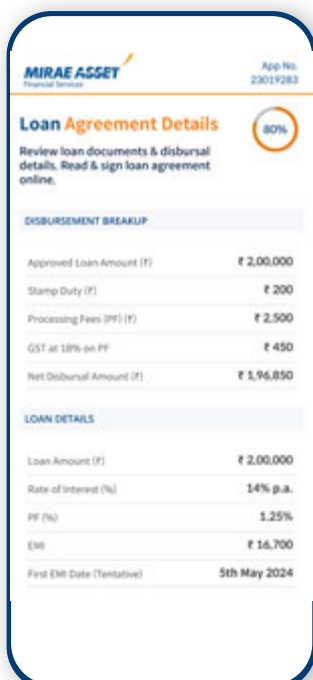 MIRAE ASSET
Financial Services
App No.
23019283
Loan Agreement Details
80%
Review loan documents & disbursal
details. Read & sign loan agreement
online.
DISBURSEMENT BREAKUP
Approved Loan Amount (₹) ₹ 2,00,000
Stamp Duty (₹) ₹ 200
Processing Fees (PF) (₹) ₹ 2,500
GST at 18% on PF ₹ 450
Net Disbursal Amount (₹) ₹ 1,96,850
LOAN DETAILS
Loan Amount (₹) ₹ 2,00,000
Rate of Interest (%) 14% p.a.
PF (%) 1.25%
EMI ₹ 16,700
First EMI Date (Tentative) 5th May 2024